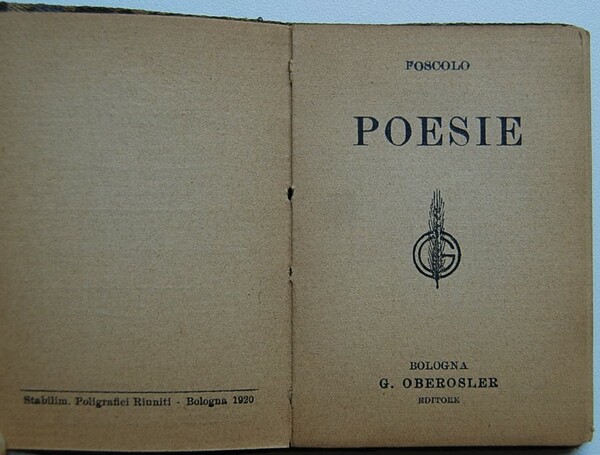 Stabilim. Poligrafici Riuniti - Bologna 1920
FOSCOLO
POESIE
G
BOLOGNA
G. OBEROSLER
EDITORE